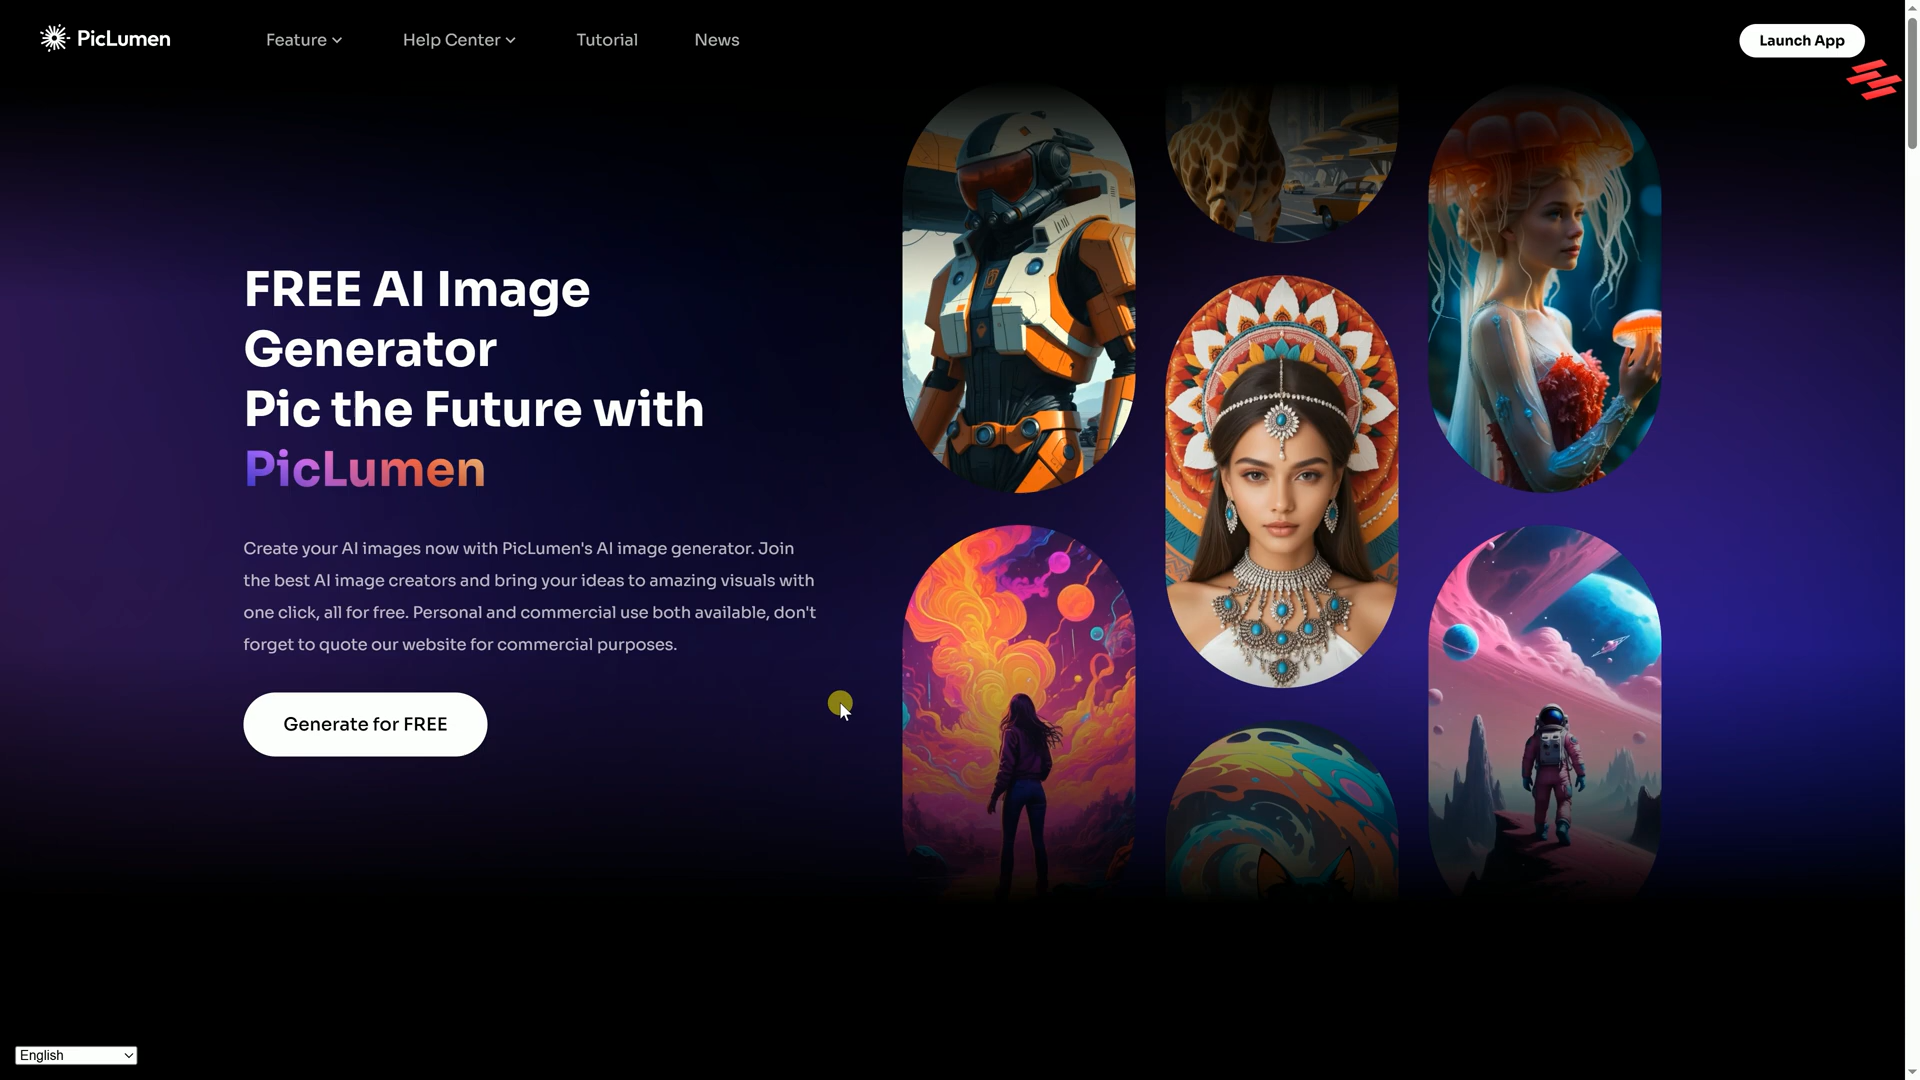 PicLumen
Feature
Help Center
Tutorial
News
Launch App
FREE AI Image
Generator
Pic the Future with
PicLumen
Create your AI images now with PicLumen's AI image generator. Join
the best AI image creators and bring your ideas to amazing visuals with
one click, all for free. Personal and commercial use both available, don't
forget to quote our website for commercial purposes.
Generate for FREE
English